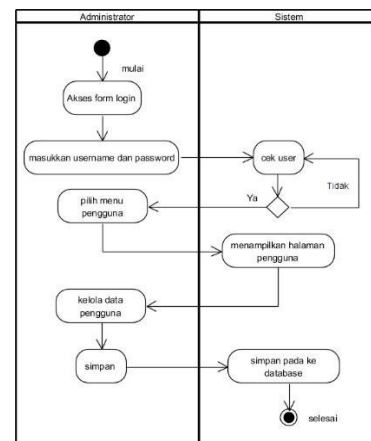 Administrator
Sistem
mulai
Akses form login
masukkan username dan password
cek user
Tidak
Ya
pilih menu
pengguna
menampilkan halaman
pengguna
kelola data
pengguna
simpan
simpan pada ke
database
selesai